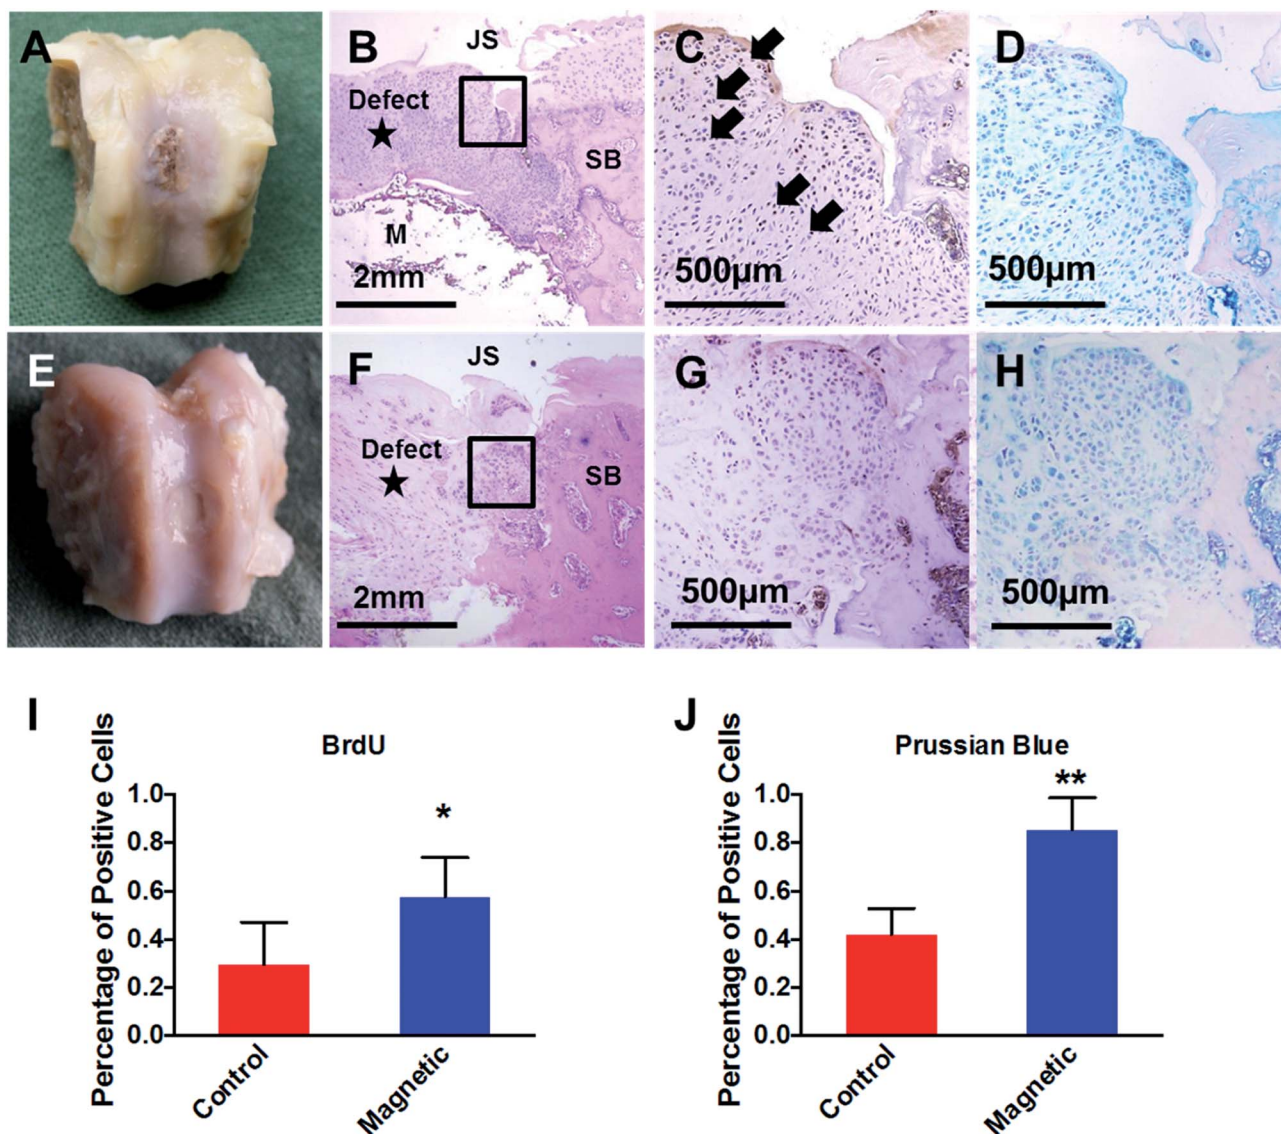 A
B
JS
Defect
SB
M
2mm
C
500μm
D
500μm
E
F
JS
Defect
SB
2mm
G
500μm
H
500μm
I
BrdU
Percentage of Positive Cells
1.0
*
0.8
0.6
0.4
0.2
0.0
Control
Magnetic
J
Prussian Blue
Percentage of Positive Cells
1.0
**
0.8
0.6
0.4
0.2
0.0
Control
Magnetic